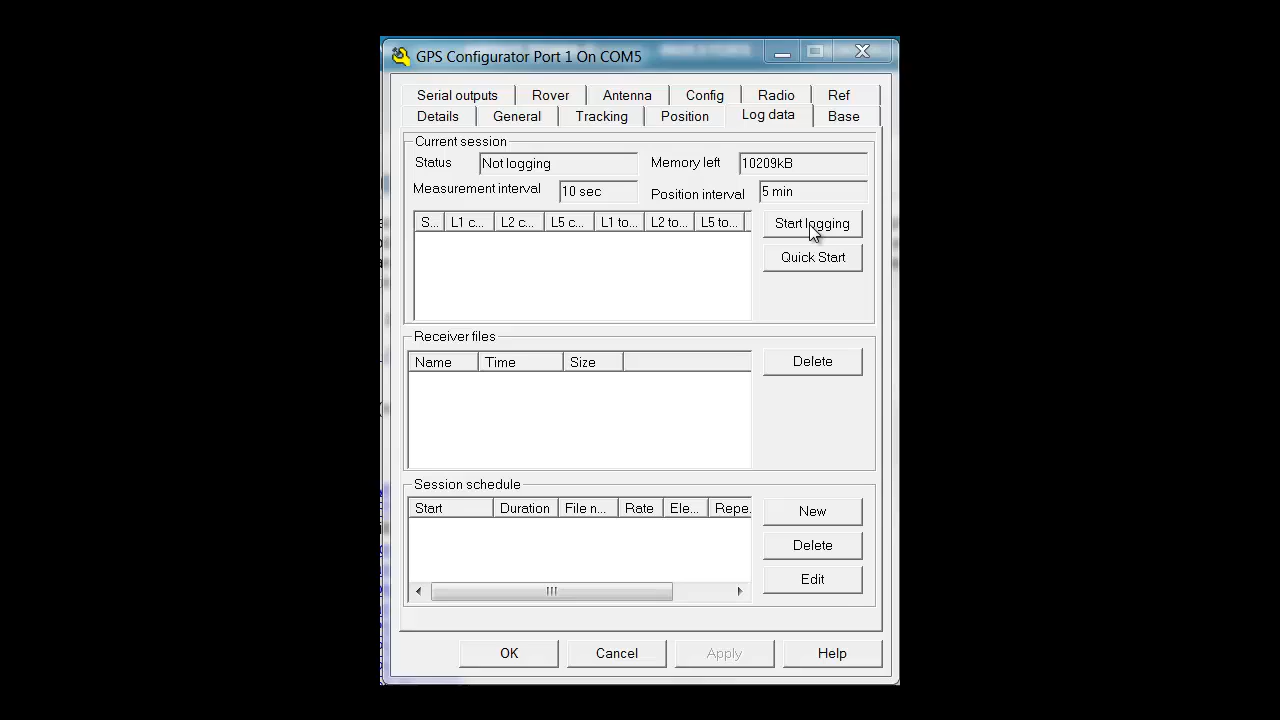 GPS Configurator Port 1 On COM5
Serial outputs Rover Antenna Config Radio Ref
Details General Tracking Position Log data Base
Current session
Status Not logging Memory left 10209kB
Measurement interval 10 sec Position interval 5 min
S... L1 c... L2 c... L5 c... L1 to... L2 to... L5 to...
Start logging
Quick Start
Receiver files
Name Time Size
Delete
Session schedule
Start Duration File n... Rate Ele... Repe.
New
Delete
Edit
OK Cancel Apply Help